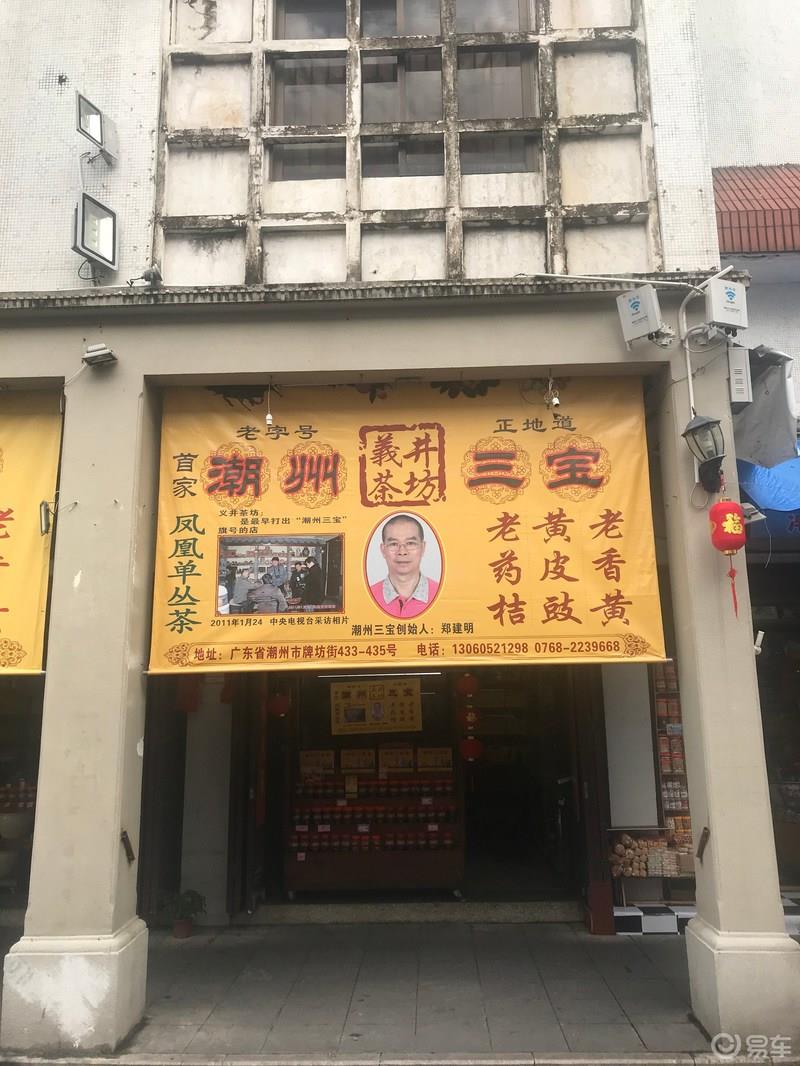 老字号
正地道
首家
潮州
義井茶坊
三宝
凤凰单丛茶
义井茶坊：
是最早打出“潮州三宝”
旗号的店
老药桔
黄皮豉
老香黄
2011年1月24 中央电视台采访相片
潮州三宝创始人：郑建明
地址：广东省潮州市牌坊街433-435号 电话：13060521298 0768-2239668
福
潮州
三宝
易车